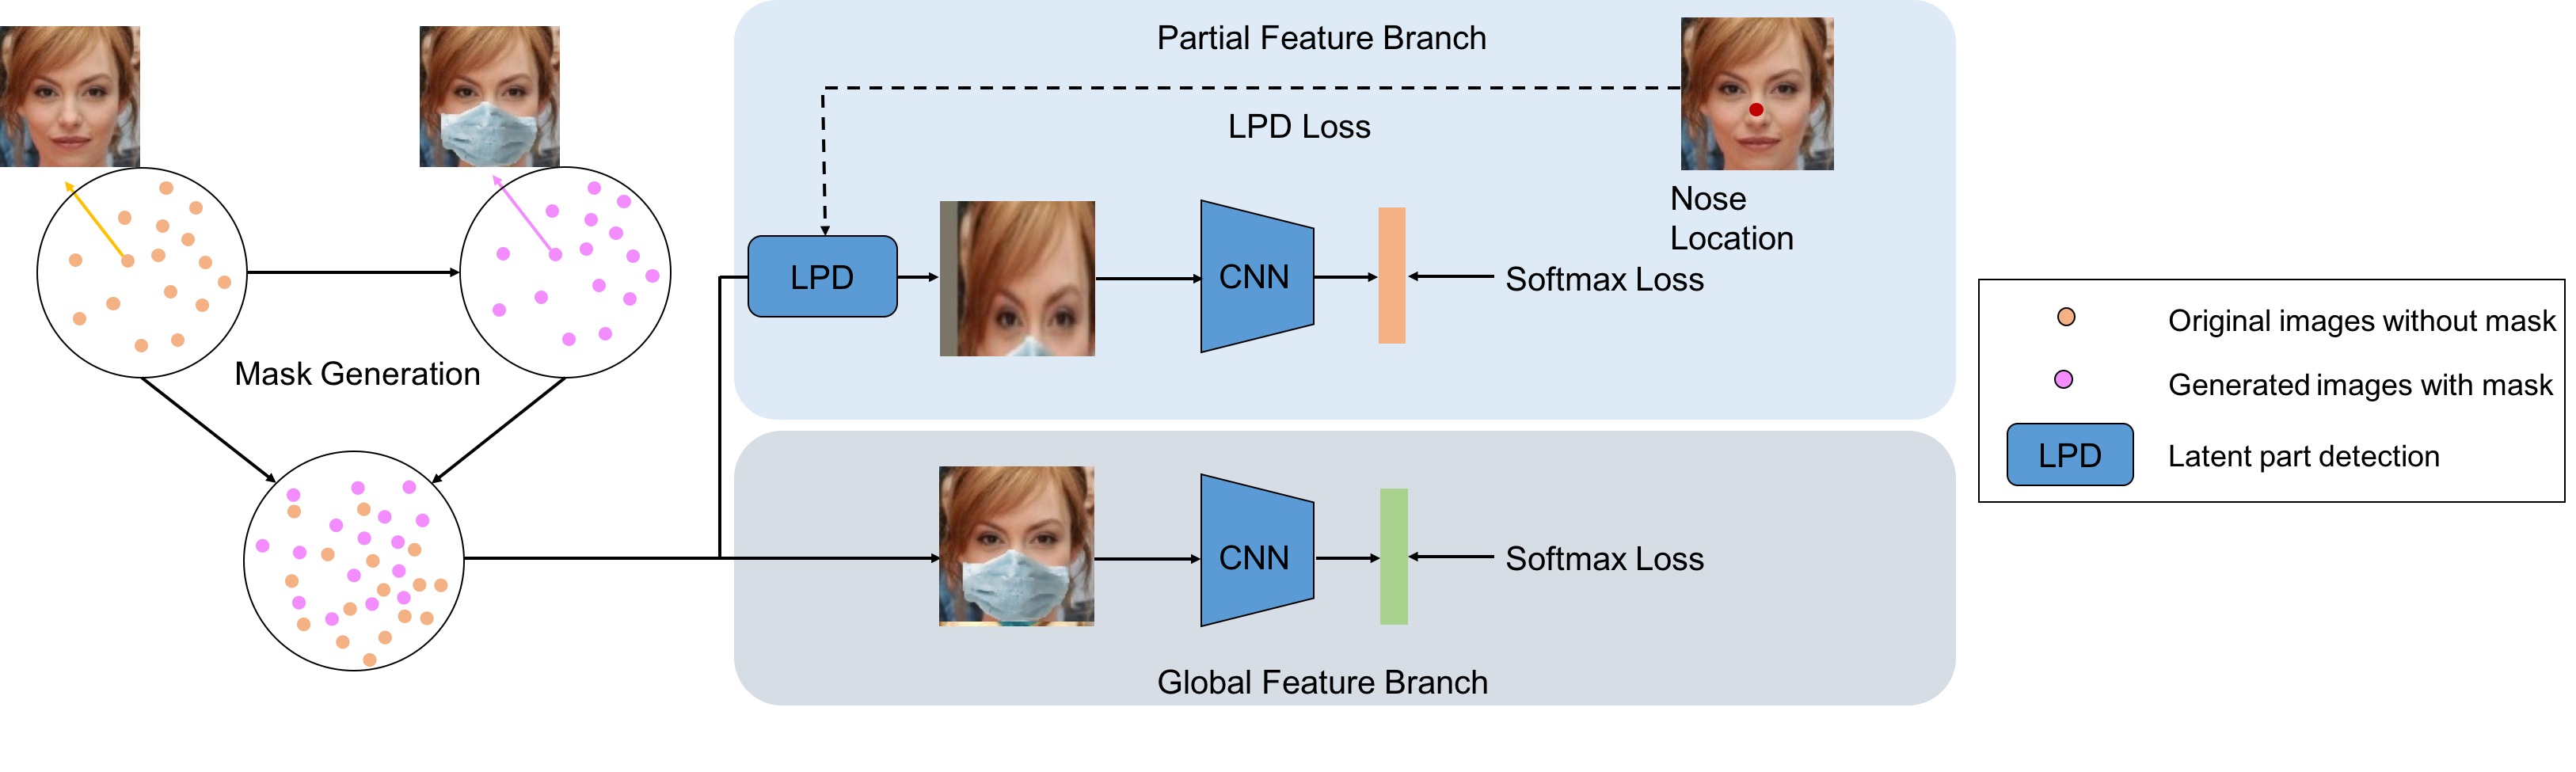 Partial Feature Branch
LPD Loss
Nose
Location
LPD
CNN
Softmax Loss
Mask Generation
CNN
Softmax Loss
Global Feature Branch
Original images without mask
Generated images with mask
LPD
Latent part detection